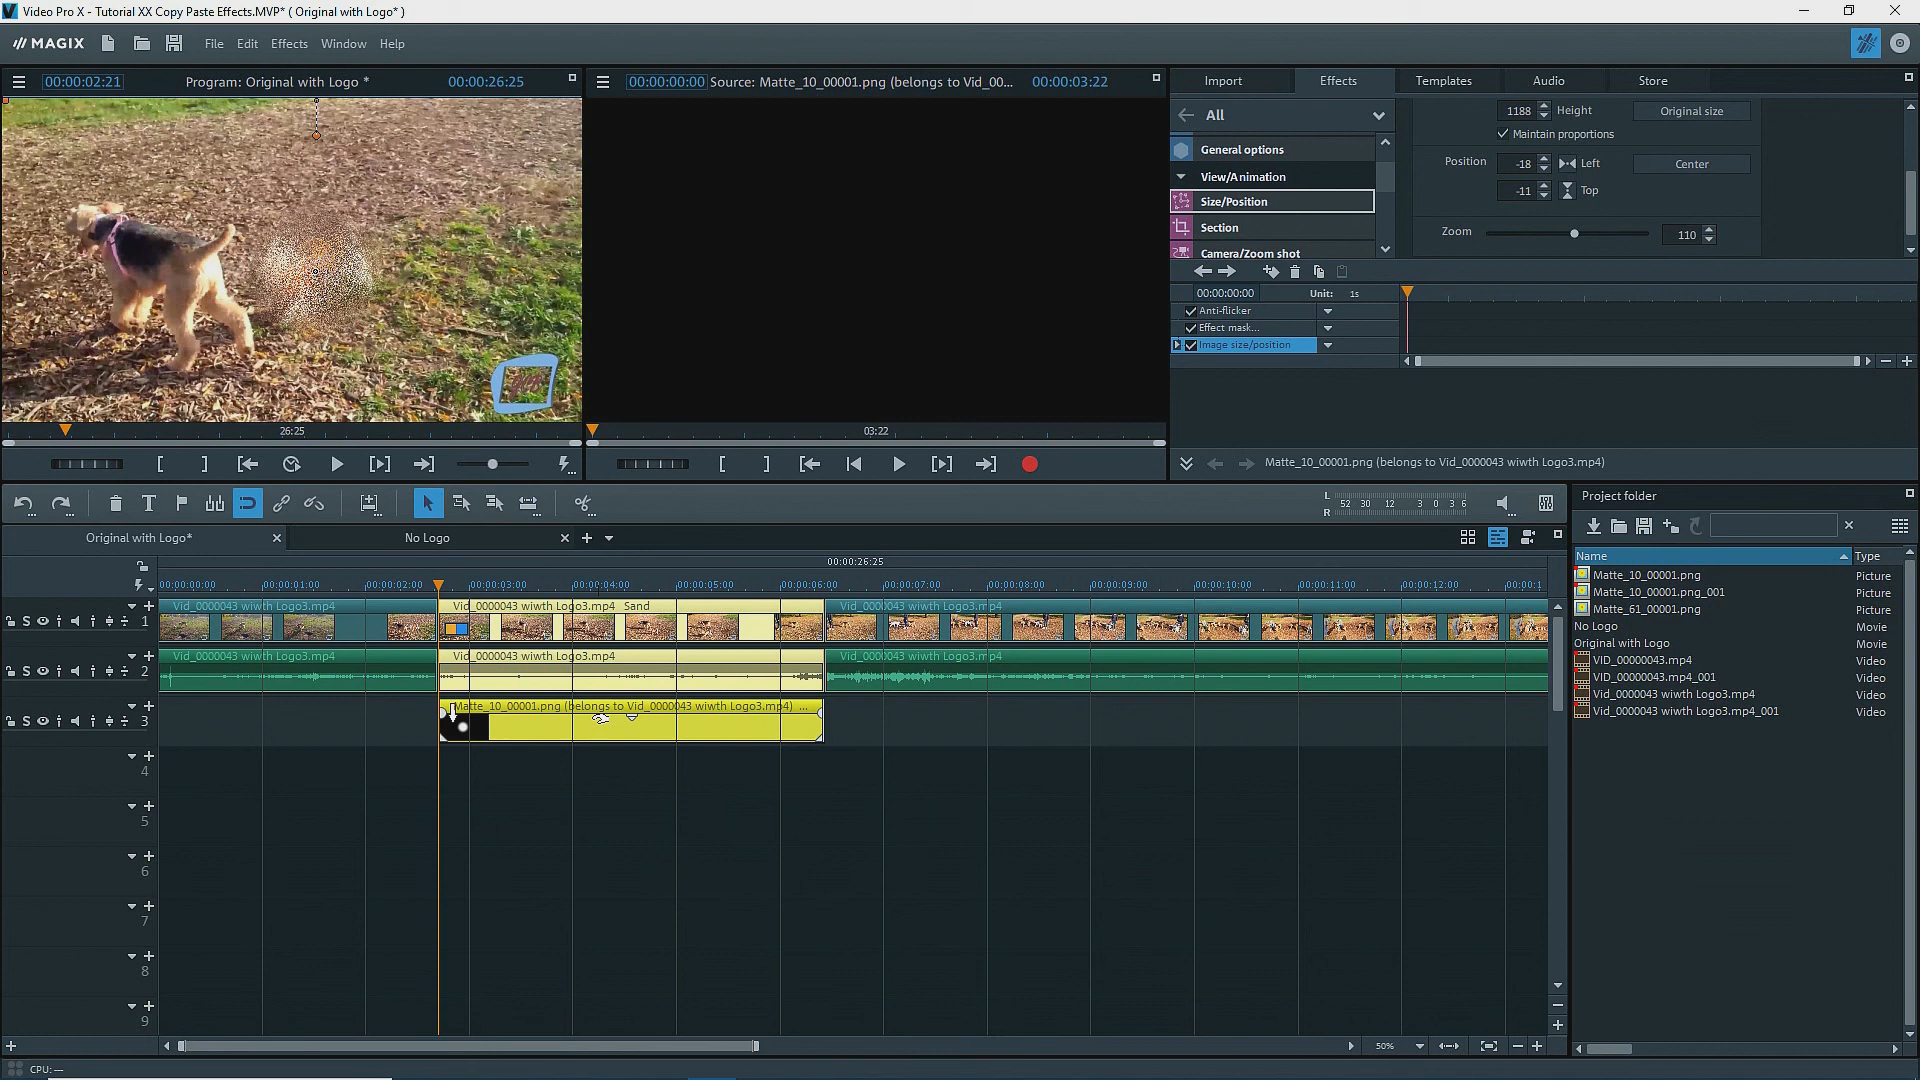 Video Pro X - Tutorial XX Copy Paste Effects.MVP* ( Original with Logo* )
MAGIX File Edit Effects Window Help
00:00:02:21 Program: Original with Logo * 00:00:26:25
00:00:00:00 Source: Matte_10_00001.png (belongs to Vid_00... 00:00:03:22
Import Effects Templates Audio Store
All
General options
View/Animation
Size/Position
Section
Camera/Zoom shot
1188 Height Original size
Maintain proportions
Position -18 Left Center
-11 Top
Zoom 110
00:00:00:00 Unit: 1s
Anti-flicker
Effect mask...
Image size/position
26:25
03:22
Matte_10_00001.png (belongs to Vid_0000043 wiwth Logo3.mp4)
L 52 30 12 3 0 3 6
R
Original with Logo* No Logo
00:00:26:25
00:00:00:00 00:00:01:00 00:00:02:00 00:00:03:00 00:00:04:00 00:00:05:00 00:00:06:00 00:00:07:00 00:00:08:00 00:00:09:00 00:00:10:00 00:00:11:00 00:00:12:00 00:00:1
Vid_0000043 wiwth Logo3.mp4 Vid_0000043 wiwth Logo3.mp4 Sand Vid_0000043 wiwth Logo3.mp4
S 1
Vid_0000043 wiwth Logo3.mp4 Vid_0000043 wiwth Logo3.mp4 Vid_0000043 wiwth Logo3.mp4
S 2
Matte_10_00001.png (belongs to Vid_0000043 wiwth Logo3.mp4) ...
S 3
4
5
6
7
8
9
50%
CPU: —
Project folder
Name Type
Matte_10_00001.png Picture
Matte_10_00001.png_001 Picture
Matte_61_00001.png Picture
No Logo Movie
Original with Logo Movie
VID_00000043.mp4 Video
VID_00000043.mp4_001 Video
Vid_0000043 wiwth Logo3.mp4 Video
Vid_0000043 wiwth Logo3.mp4_001 Video